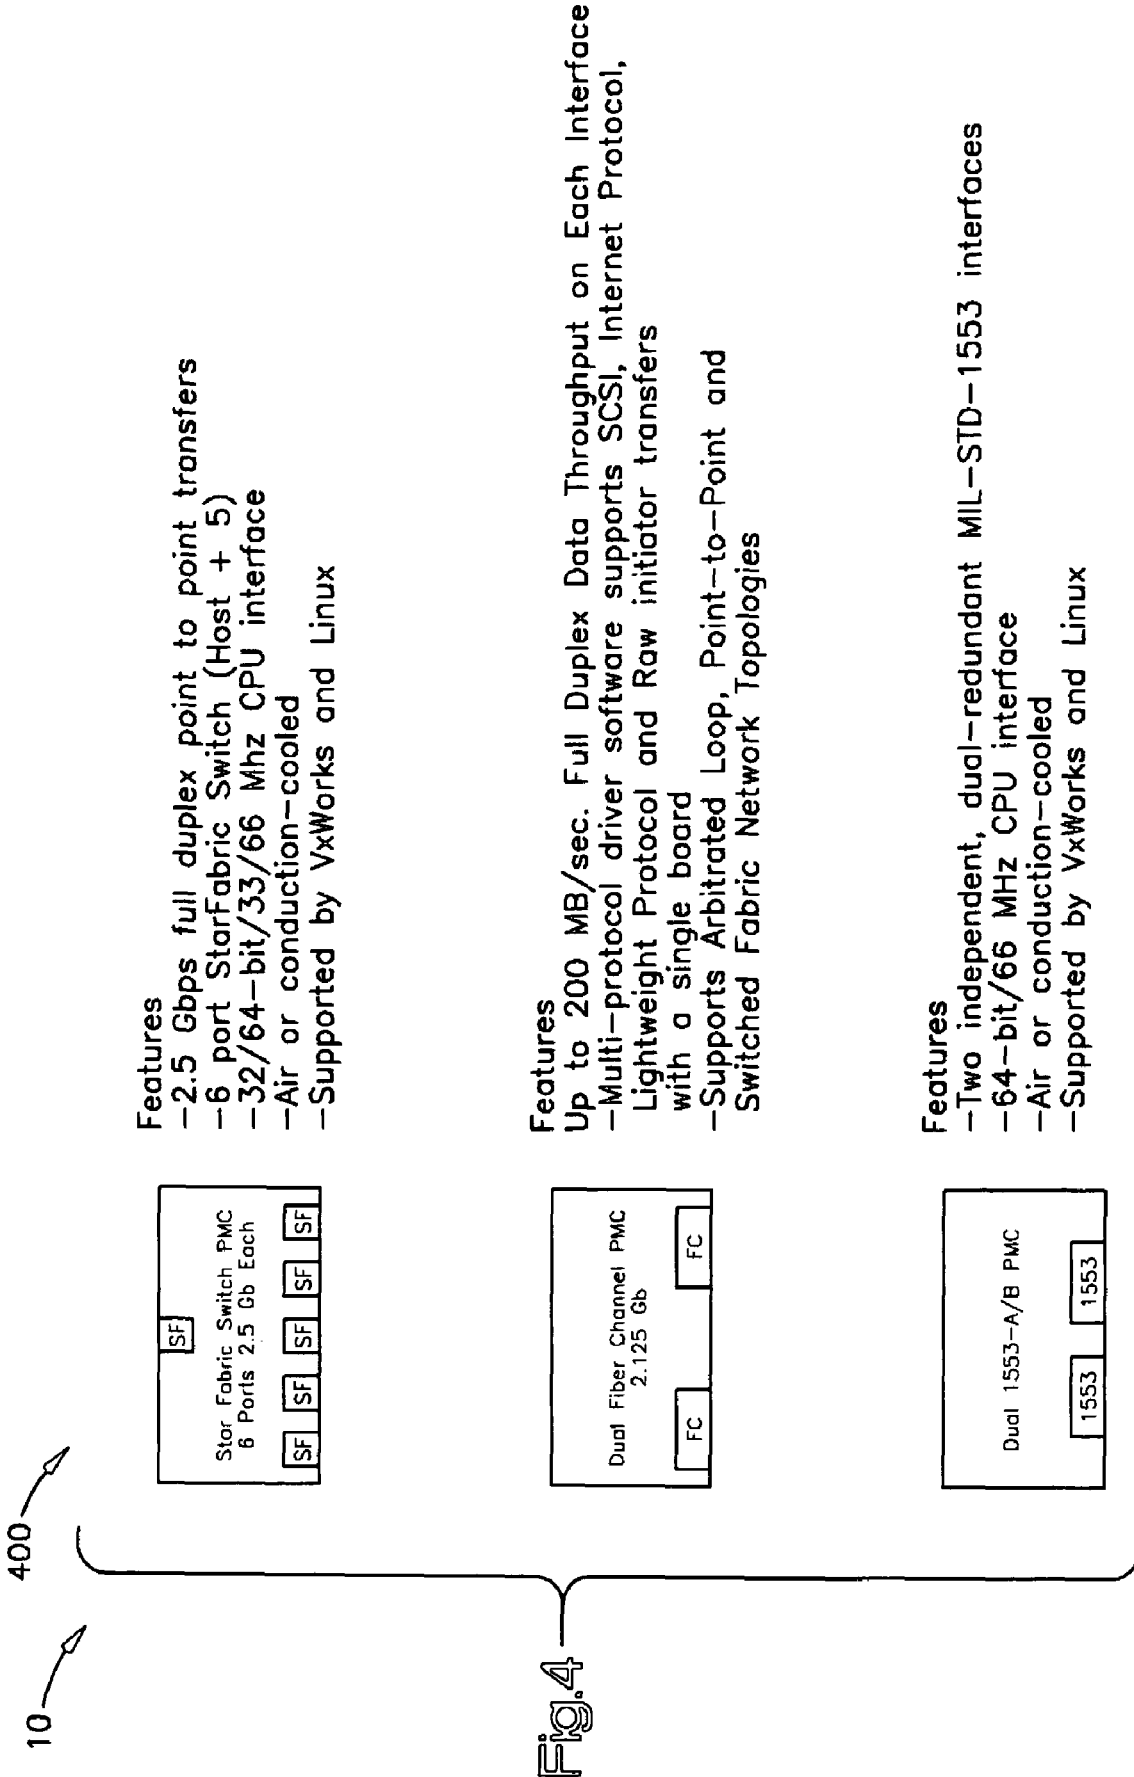 10
400
Star Fabric Switch PMC
6 Ports 2.5 Gb Each
SF
SF
SF
SF
SF
SF
Features
-2.5 Gbps full duplex point to point transfers
-6 port StarFabric Switch (Host + 5)
-32/64-bit/33/66 Mhz CPU interface
-Air or conduction-cooled
-Supported by VxWorks and Linux
Dual Fiber Channel PMC
2.125 Gb
FC
FC
Features
Up to 200 MB/sec. Full Duplex Data Throughput on Each Interface
-Multi-protocol driver software supports SCSI, Internet Protocol,
Lightweight Protocol and Raw initiator transfers
with a single board
-Supports Arbitrated Loop, Point-to-Point and
Switched Fabric Network Topologies
Dual 1553-A/B PMC
1553
1553
Features
-Two independent, dual-redundant MIL-STD-1553 interfaces
-64-bit/66 MHz CPU interface
-Air or conduction-cooled
-Supported by VxWorks and Linux
Fig.4